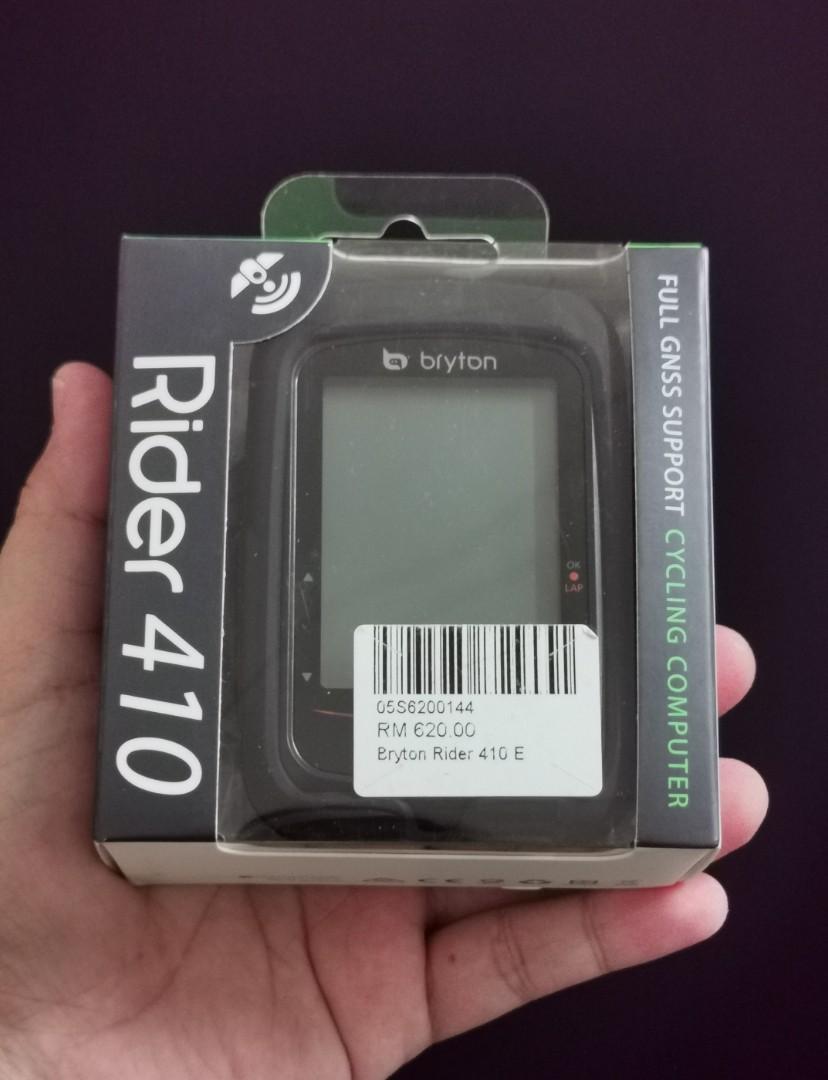 Rider 410
bryton
OK
LAP
05S6200144
RM 620.00
Bryton Rider 410 E
FULL GNSS SUPPORT CYCLING COMPUTER